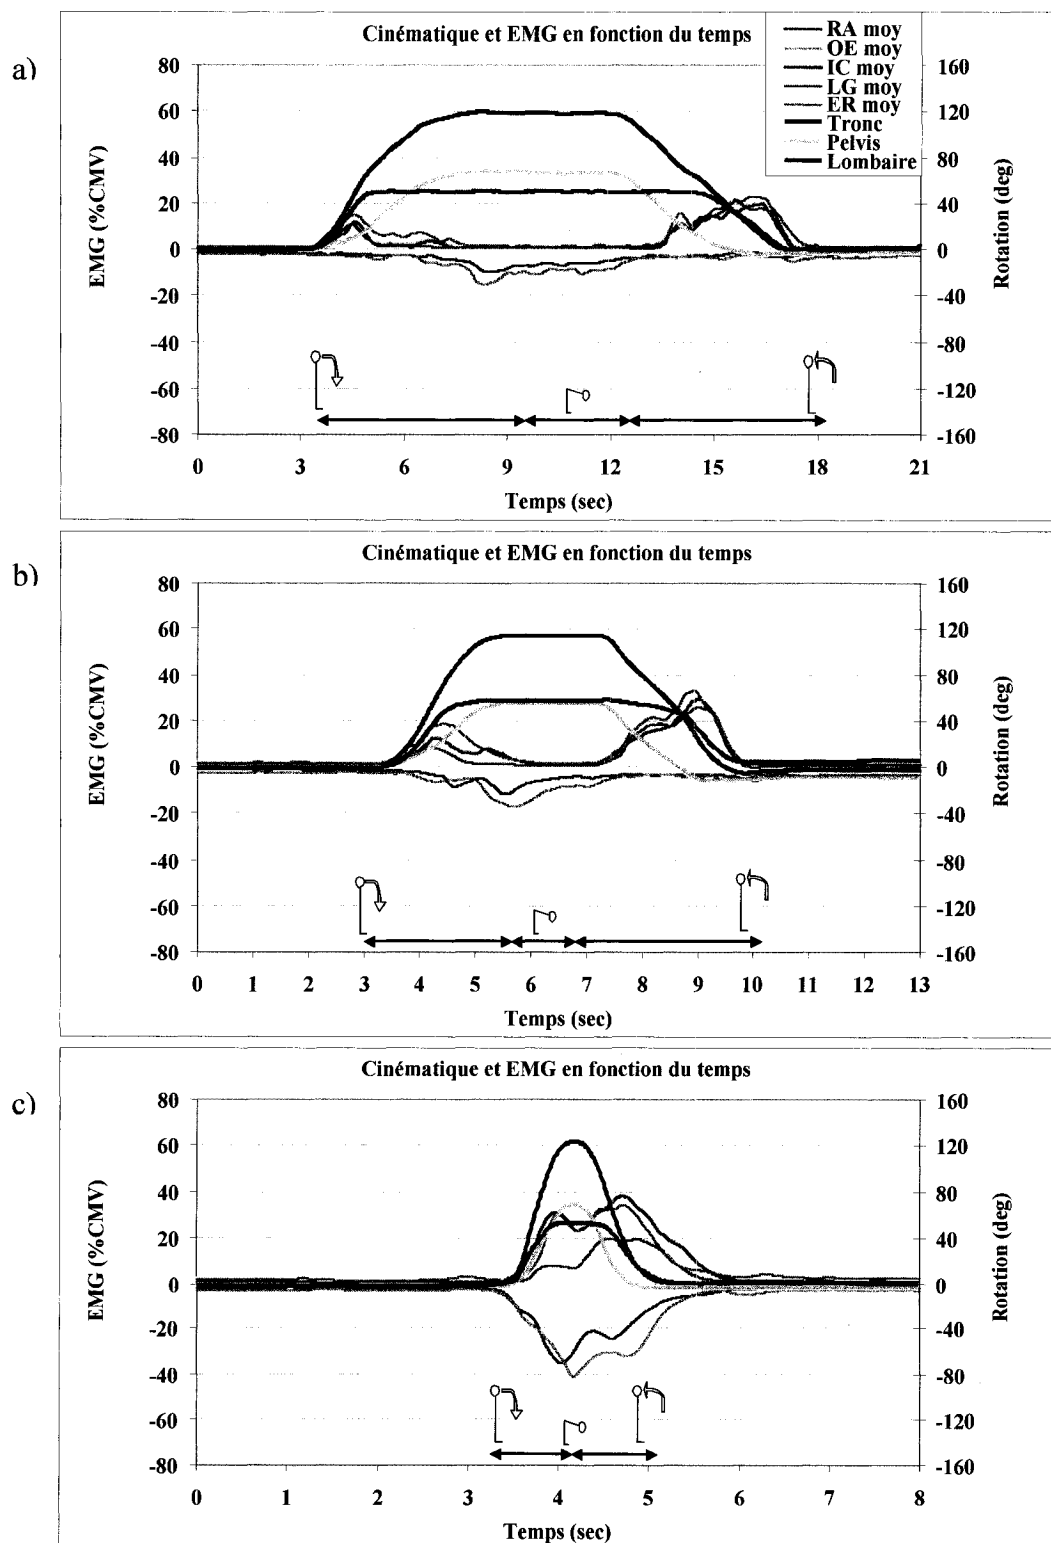 a)
Cinématique et EMG en fonction du temps
RA moy
OE moy
IC moy
LG moy
ER moy
Tronc
Pelvis
Lombaire
EMG (%CMV)
80
60
40
20
0
-20
-40
-60
-80
Rotation (deg)
160
120
80
40
0
-40
-80
-120
-160
0 3 6 9 12 15 18 21
Temps (sec)
b)
Cinématique et EMG en fonction du temps
EMG (%CMV)
80
60
40
20
0
-20
-40
-60
-80
Rotation (deg)
160
120
80
40
0
-40
-80
-120
-160
0 1 2 3 4 5 6 7 8 9 10 11 12 13
Temps (sec)
c)
Cinématique et EMG en fonction du temps
EMG (%CMV)
80
60
40
20
0
-20
-40
-60
-80
Rotation (deg)
160
120
80
40
0
-40
-80
-120
-160
0 1 2 3 4 5 6 7 8
Temps (sec)